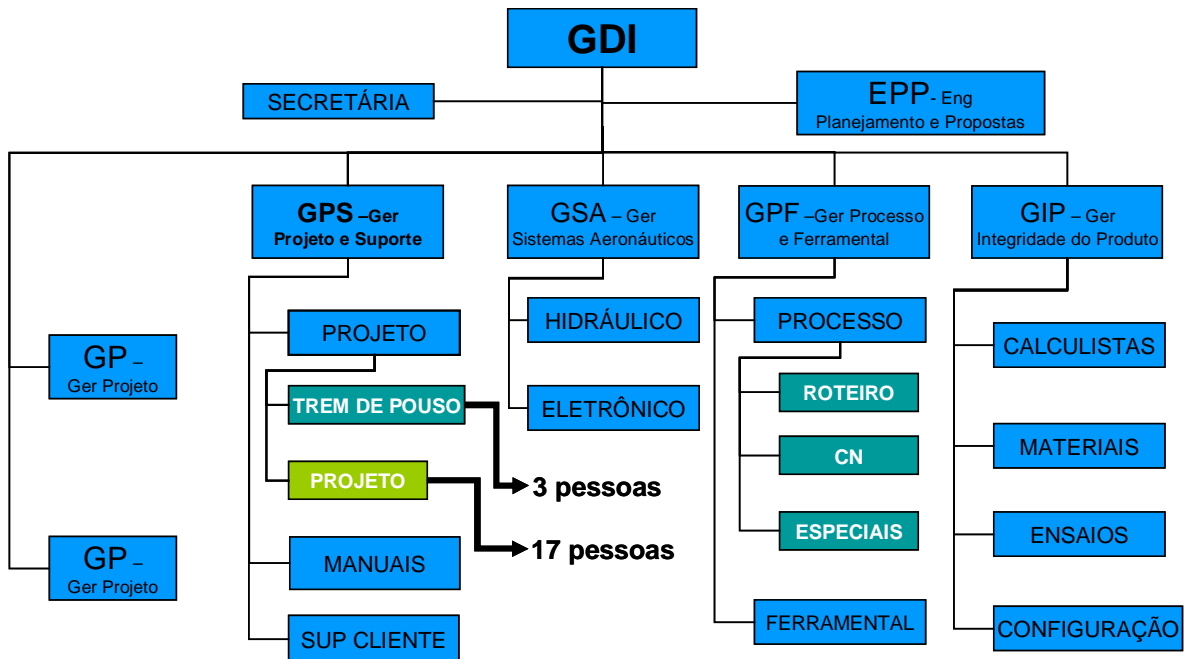 GDI
SECRETÁRIA
EPP- Eng
Planejamento e Propostas
GPS –Ger
Projeto e Suporte
GSA – Ger
Sistemas Aeronáuticos
GPF –Ger Processo
e Ferramental
GIP – Ger
Integridade do Produto
GP –
Ger Projeto
GP –
Ger Projeto
PROJETO
TREM DE POUSO
PROJETO
MANUAIS
SUP CLIENTE
3 pessoas
17 pessoas
HIDRÁULICO
ELETRÔNICO
PROCESSO
ROTEIRO
CN
ESPECIAIS
FERRAMENTAL
CALCULISTAS
MATERIAIS
ENSAIOS
CONFIGURAÇÃO